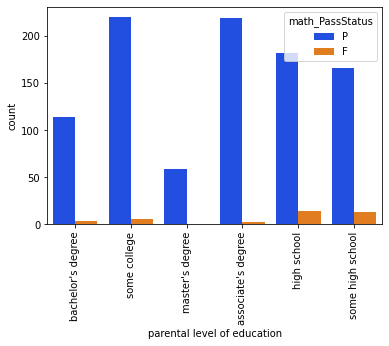 math_PassStatus
P
F
200
150
100
50
0
count
bachelor's degree
some college
master's degree
associate's degree
high school
some high school
parental level of education